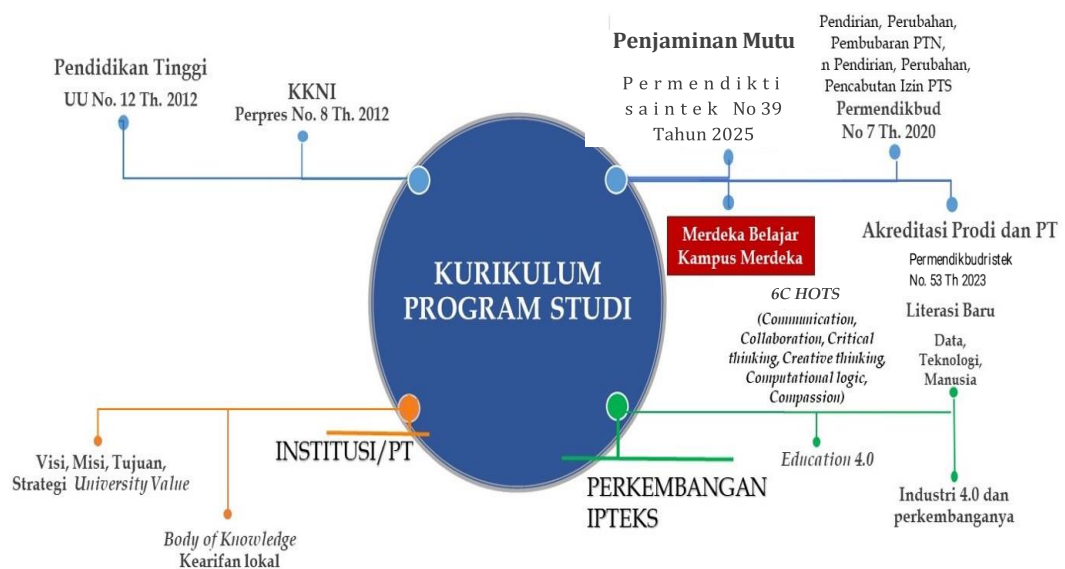 Pendidikan Tinggi
UU No. 12 Th. 2012
KKNI
Perpres No. 8 Th. 2012
Penjaminan Mutu
Permendikti
saintek No 39
Tahun 2025
Pendirian, Perubahan,
Pembubaran PTN,
n Pendirian, Perubahan,
Pencabutan Izin PTS
Permendikbud
No 7 Th. 2020
Merdeka Belajar
Kampus Merdeka
Akreditasi Prodi dan PT
Permendikbudristek
No. 53 Th 2023
KURIKULUM
PROGRAM STUDI
6C HOTS
(Communication,
Collaboration, Critical
thinking, Creative thinking,
Computational logic,
Compassion)
Literasi Baru
Data,
Teknologi,
Manusia
INSTITUSI/PT
Visi, Misi, Tujuan,
Strategi University Value
Body of Knowledge
Kearifan lokal
PERKEMBANGAN
IPTEKS
Education 4.0
Industri 4.0 dan
perkembanganya